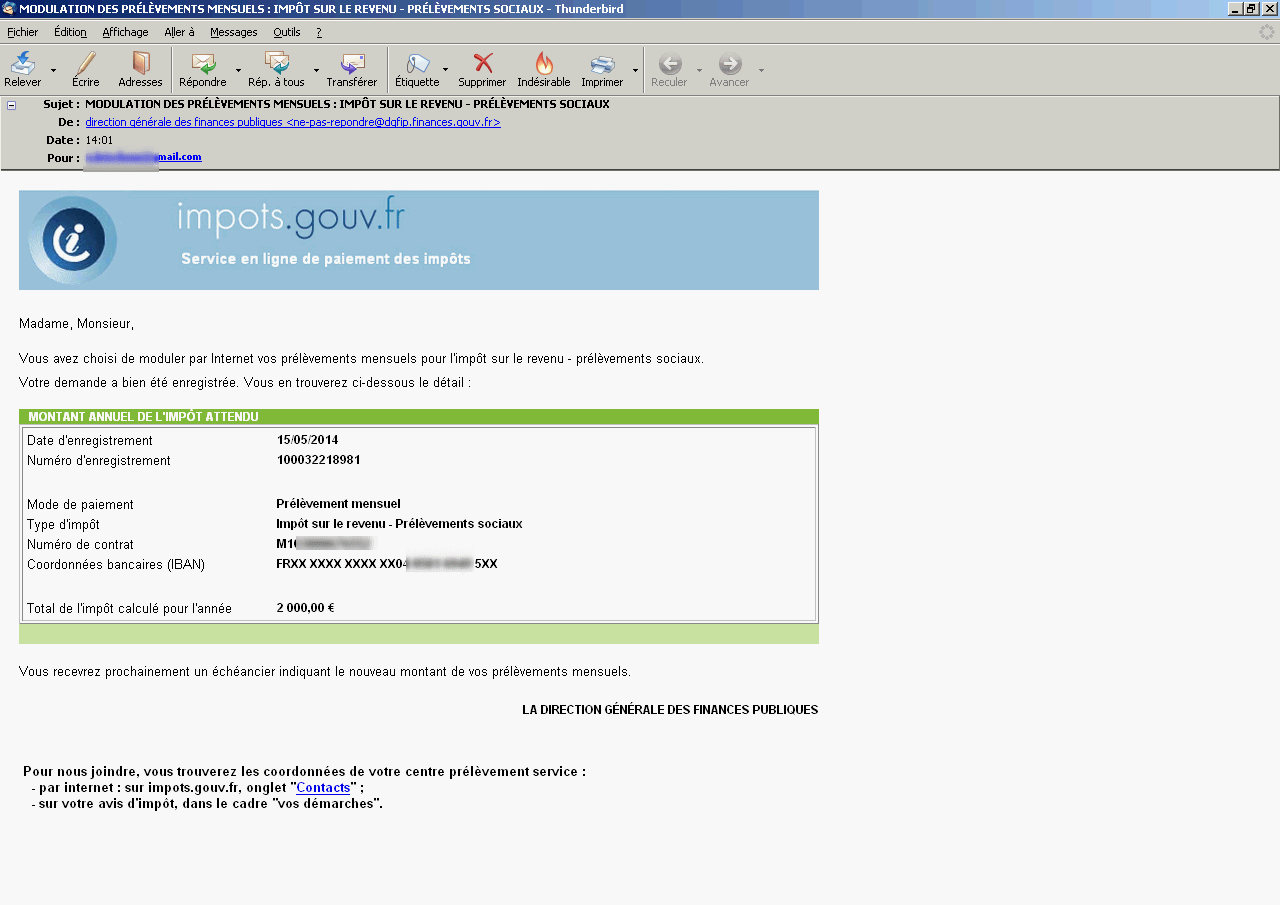 MODULATION DES PRÉLÈVEMENTS MENSUELS : IMPÔT SUR LE REVENU - PRÉLÈVEMENTS SOCIAUX - Thunderbird
Fichier Édition Affichage Aller à Messages Outils ?
Relever Écrire Adresses Répondre Rép. à tous Transférer Étiquette Supprimer Indésirable Imprimer Reculer Avancer
Sujet : MODULATION DES PRÉLÈVEMENTS MENSUELS : IMPÔT SUR LE REVENU - PRÉLÈVEMENTS SOCIAUX
De : direction générale des finances publiques <ne-pas-repondre@dgfip.finances.gouv.fr>
Date : 14:01
Pour : mail.com
impots.gouv.fr
Service en ligne de paiement des impôts
Madame, Monsieur,
Vous avez choisi de moduler par Internet vos prélèvements mensuels pour l'impôt sur le revenu - prélèvements sociaux.
Votre demande a bien été enregistrée. Vous en trouverez ci-dessous le détail :
MONTANT ANNUEL DE L'IMPÔT ATTENDU
Date d'enregistrement 15/05/2014
Numéro d'enregistrement 100032218981
Mode de paiement Prélèvement mensuel
Type d'impôt Impôt sur le revenu - Prélèvements sociaux
Numéro de contrat M1
Coordonnées bancaires (IBAN) FRXX XXXX XXXX XX04 5XX
Total de l'impôt calculé pour l'année 2 000,00 €
Vous recevrez prochainement un échéancier indiquant le nouveau montant de vos prélèvements mensuels.
LA DIRECTION GÉNÉRALE DES FINANCES PUBLIQUES
Pour nous joindre, vous trouverez les coordonnées de votre centre prélèvement service :
- par internet : sur impots.gouv.fr, onglet "Contacts" ;
- sur votre avis d'impôt, dans le cadre "vos démarches".